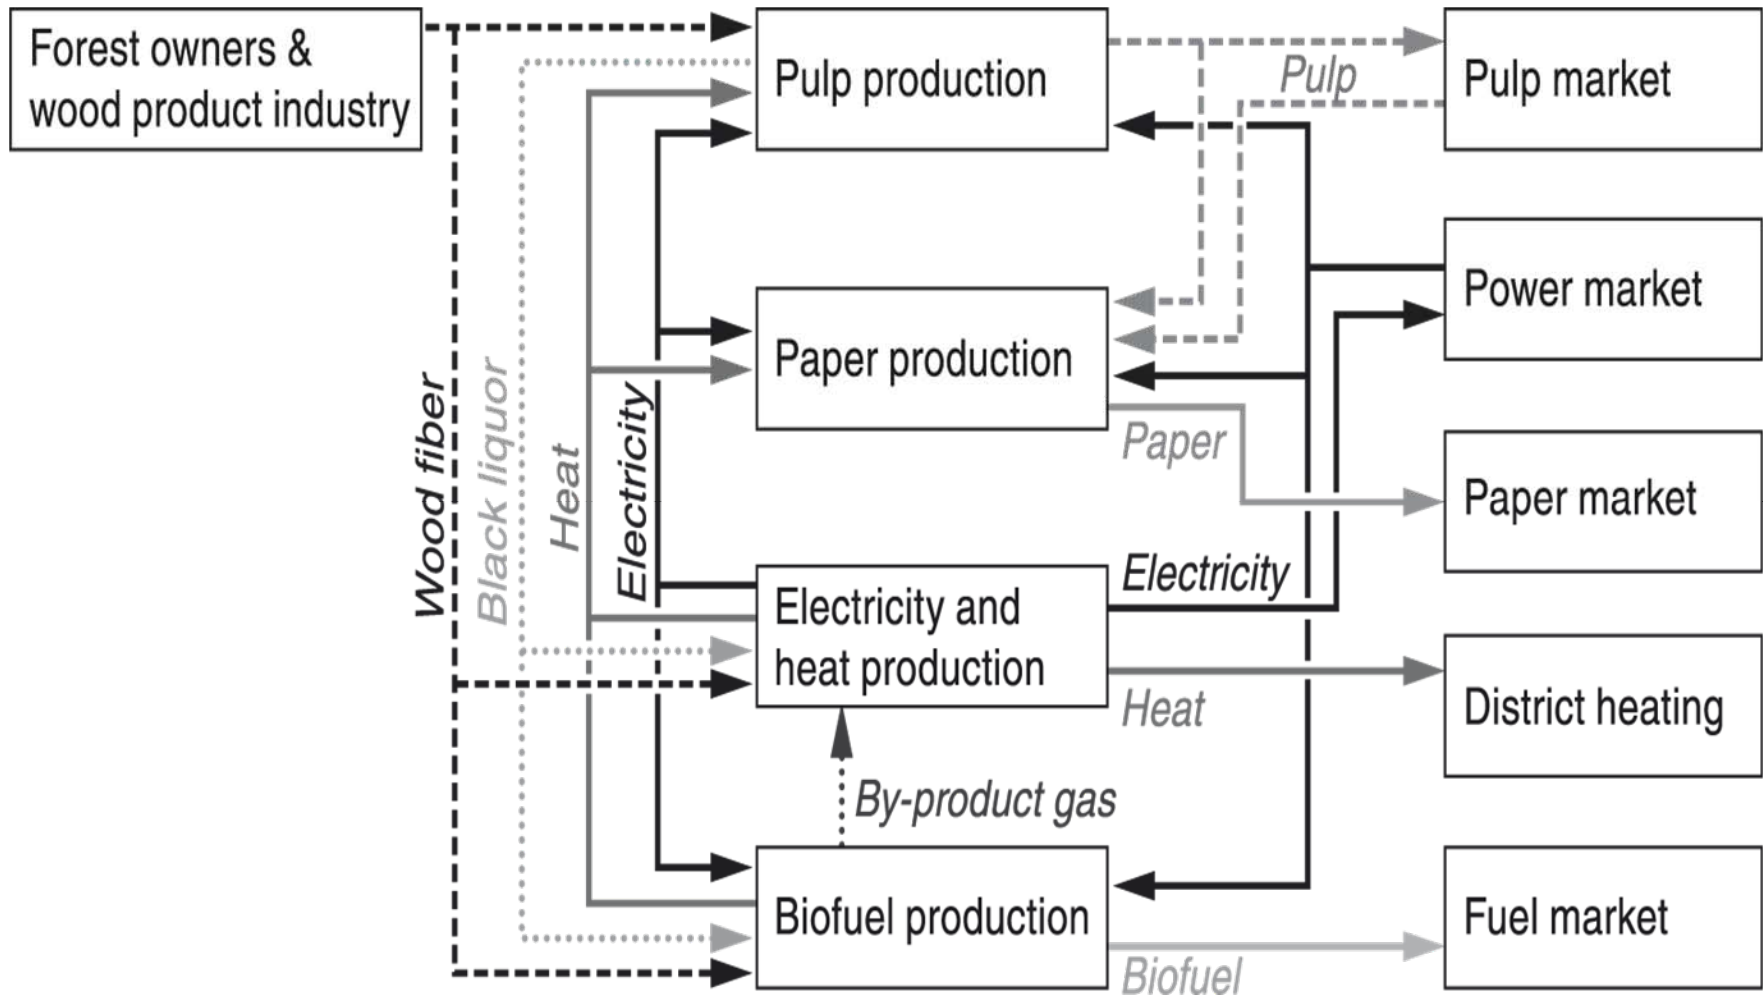 Forest owners &
wood product industry
Pulp production
Pulp
Pulp market
Power market
Paper production
Paper
Paper market
Wood fiber
Black liquor
Heat
Electricity
Electricity and
heat production
Electricity
Heat
District heating
By-product gas
Biofuel production
Biofuel
Fuel market